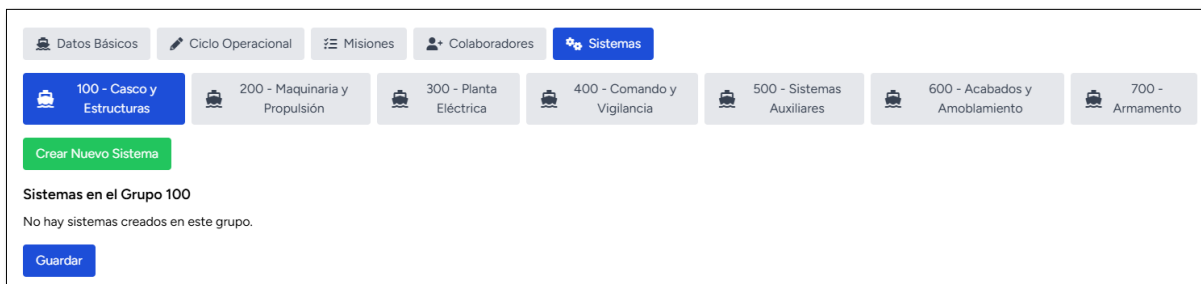 Datos Básicos Ciclo Operacional Misiones Colaboradores Sistemas
100 - Casco y 200 - Maquinaria y 300 - Planta 400 - Comando y 500 - Sistemas 600 - Acabados y 700 -
Estructuras Propulsión Eléctrica Vigilancia Auxiliares Amoblamiento Armamento
Crear Nuevo Sistema
Sistemas en el Grupo 100
No hay sistemas creados en este grupo.
Guardar